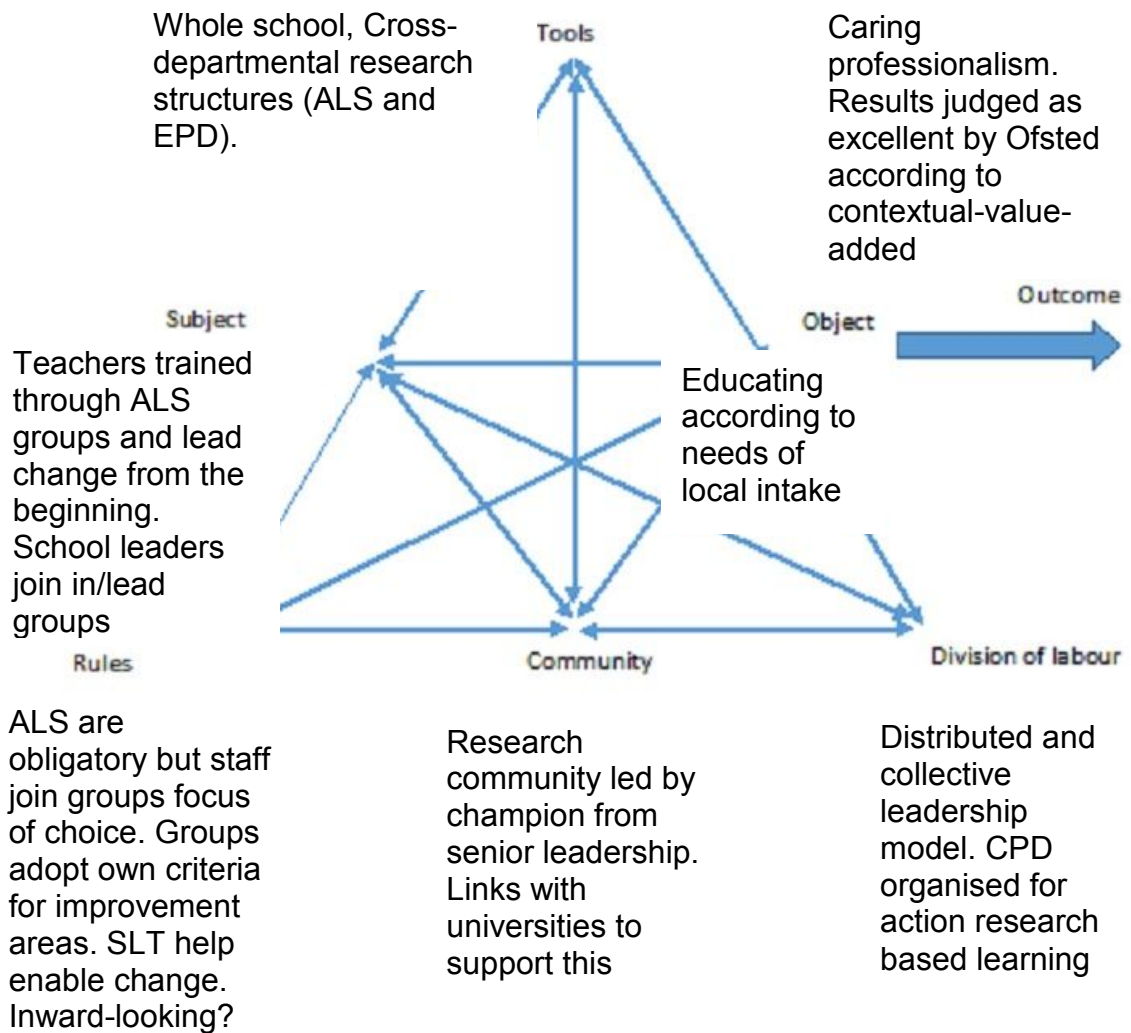 Whole school, Cross-
departmental research
structures (ALS and
EPD).
Tools
Caring
professionalism.
Results judged as
excellent by Ofsted
according to
contextual-value-
added
Outcome
Subject
Object
Teachers trained
through ALS
groups and lead
change from the
beginning.
School leaders
join in/lead
groups
Educating
according to
needs of
local intake
Rules
Community
Division of labour
ALS are
obligatory but staff
join groups focus
of choice. Groups
adopt own criteria
for improvement
areas. SLT help
enable change.
Inward-looking?
Research
community led by
champion from
senior leadership.
Links with
universities to
support this
Distributed and
collective
leadership
model. CPD
organised for
action research
based learning